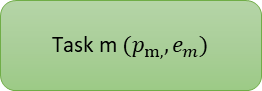 Task m (pₘ,, eₘ)